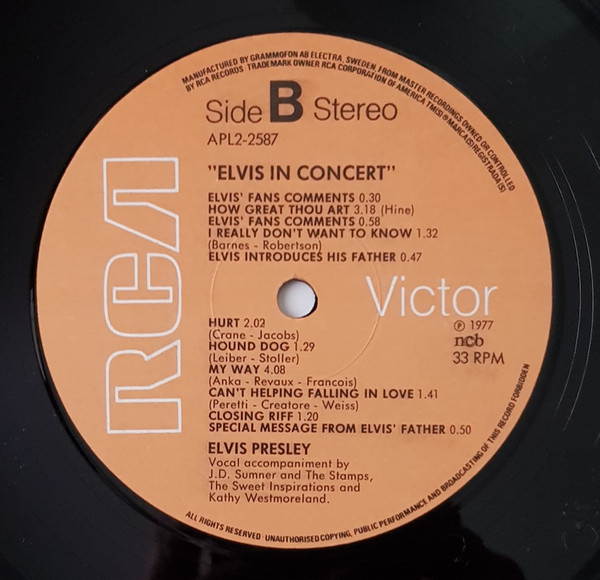 MANUFACTURED BY GRAMMOFON AB ELECTRA, SWEDEN, FROM MASTER RECORDINGS OWNED OR CONTROLLED
BY RCA RECORDS TRADEMARK OWNER RCA CORPORATION OF AMERICA TM(S) ® MARCA(S) REGISTRADA(S)
Side B Stereo
APL2-2587
"ELVIS IN CONCERT"
ELVIS' FANS COMMENTS 0.30
HOW GREAT THOU ART 3.18 (Hine)
ELVIS' FANS COMMENTS 0.58
I REALLY DON'T WANT TO KNOW 1.32
(Barnes - Robertson)
ELVIS INTRODUCES HIS FATHER 0.47
RCA
Victor
℗ 1977
ncb
33 RPM
HURT 2.02
(Crane - Jacobs)
HOUND DOG 1.29
(Leiber - Stoller)
MY WAY 4.08
(Anka - Revaux - Francois)
CAN'T HELPING FALLING IN LOVE 1.41
(Peretti - Creatore - Weiss)
CLOSING RIFF 1.20
SPECIAL MESSAGE FROM ELVIS' FATHER 0.50
ELVIS PRESLEY
Vocal accompaniment by
J.D. Sumner and The Stamps,
The Sweet Inspirations and
Kathy Westmoreland.
ALL RIGHTS RESERVED · UNAUTHORISED COPYING, PUBLIC PERFORMANCE AND BROADCASTING OF THIS RECORD FORBIDDEN